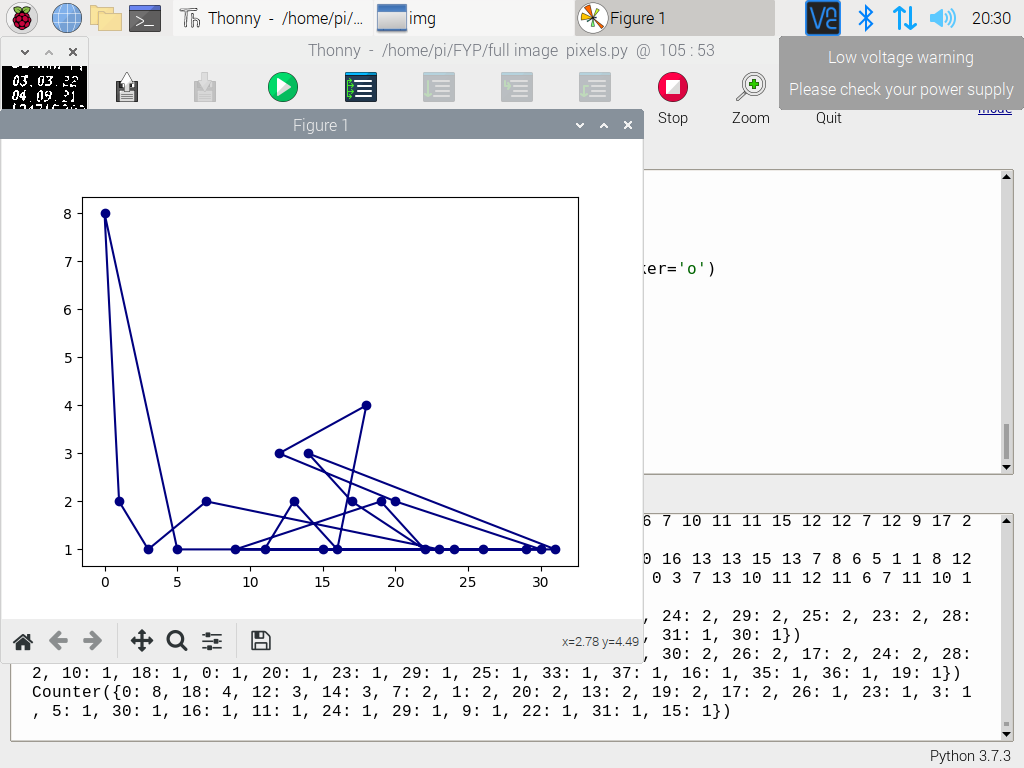 Thonny - /home/pi/…
img
Figure 1
20:30
Thonny - /home/pi/FYP/full image pixels.py @ 105 : 53
Low voltage warning
Please check your power supply
03.03.22
04 09 21
Stop
Zoom
Quit
mode
Figure 1
ker='o')
8
7
6
5
4
3
2
1
0 5 10 15 20 25 30
x=2.78 y=4.49
6 7 10 11 11 15 12 12 7 12 9 17 2
0 16 13 13 15 13 7 8 6 5 1 1 8 12
0 3 7 13 10 11 12 11 6 7 11 10 1
, 24: 2, 29: 2, 25: 2, 23: 2, 28:
, 31: 1, 30: 1})
, 30: 2, 26: 2, 17: 2, 24: 2, 28:
2, 10: 1, 18: 1, 0: 1, 20: 1, 23: 1, 29: 1, 25: 1, 33: 1, 37: 1, 16: 1, 35: 1, 36: 1, 19: 1})
Counter({0: 8, 18: 4, 12: 3, 14: 3, 7: 2, 1: 2, 20: 2, 13: 2, 19: 2, 17: 2, 26: 1, 23: 1, 3: 1
, 5: 1, 30: 1, 16: 1, 11: 1, 24: 1, 29: 1, 9: 1, 22: 1, 31: 1, 15: 1})
Python 3.7.3